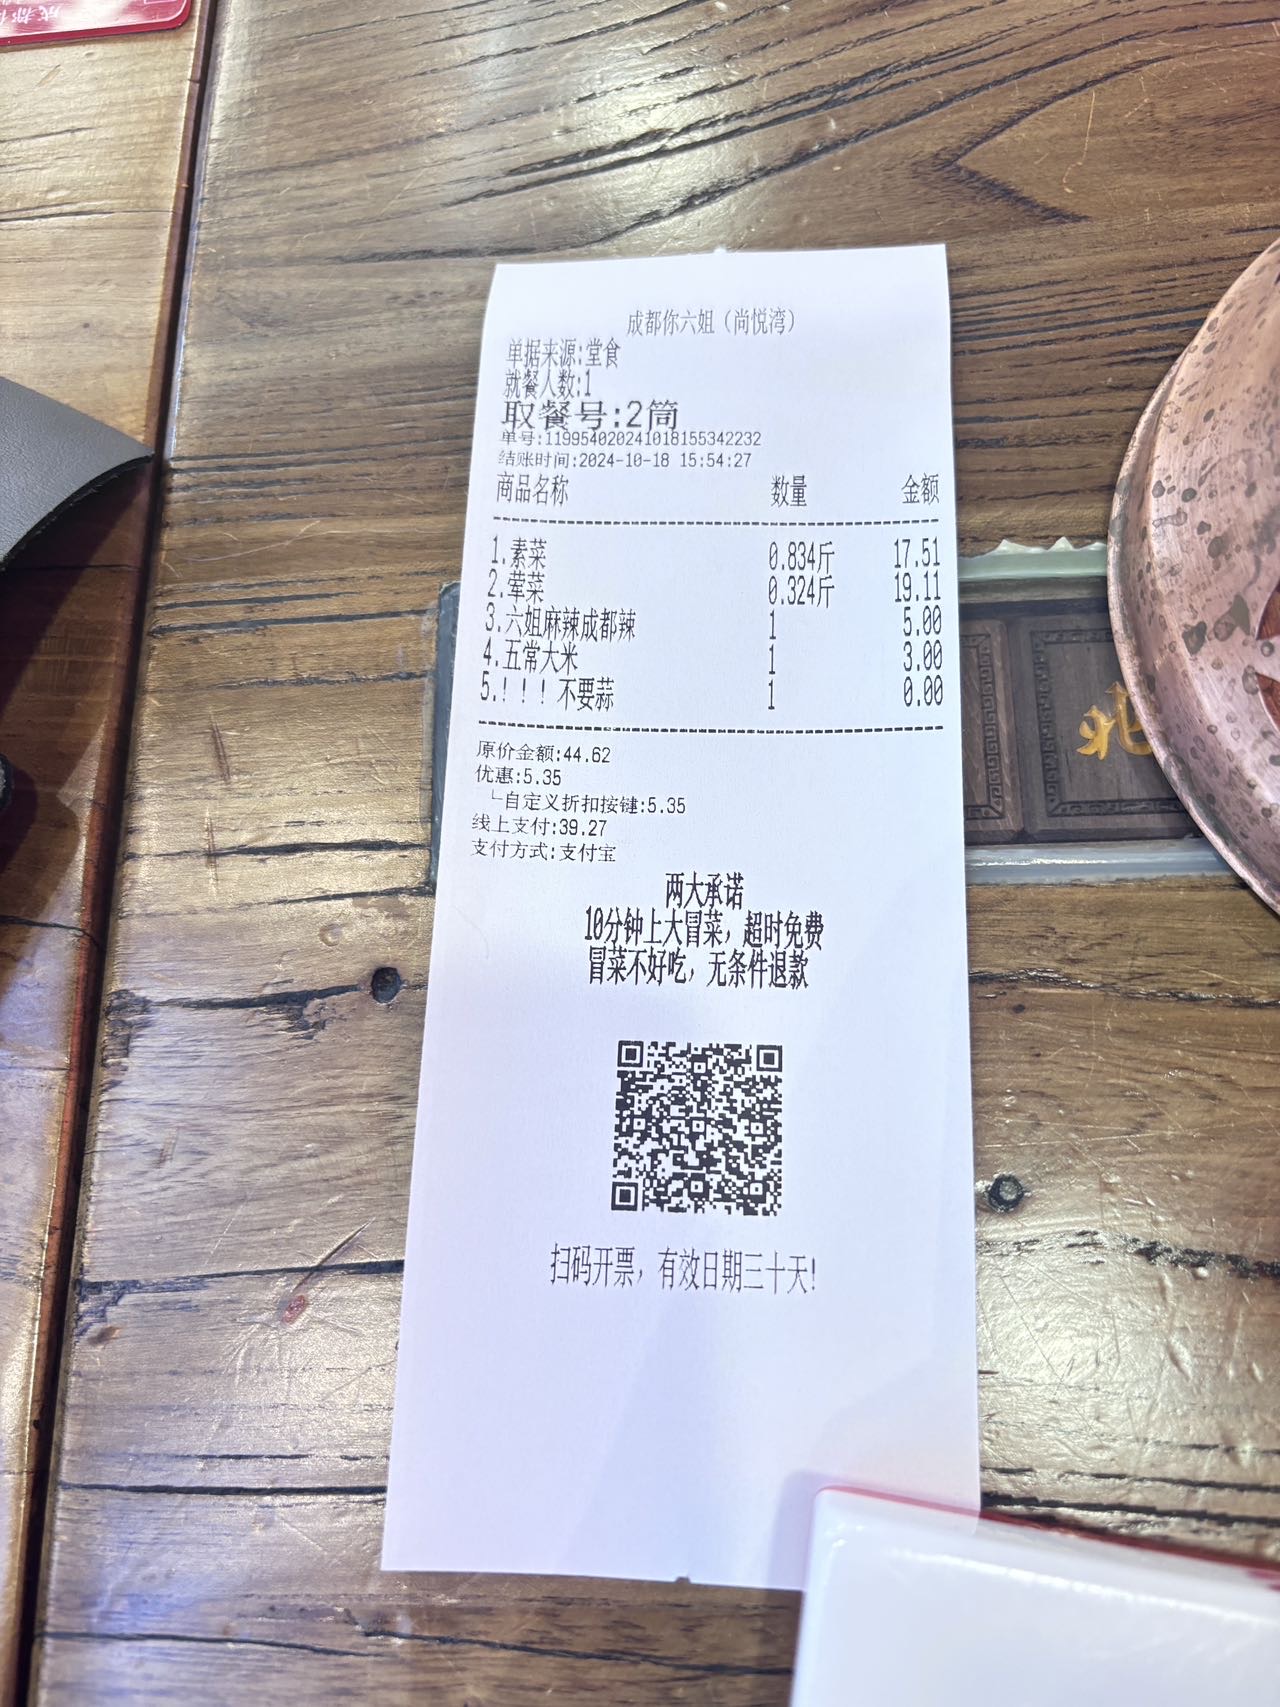 成都你六姐（尚悦湾）
单据来源:堂食
就餐人数:1
取餐号:2筒
单号:119954020241018155342232
结账时间:2024-10-18 15:54:27
商品名称 数量 金额
1.素菜 0.834斤 17.51
2.荤菜 0.324斤 19.11
3.六姐麻辣成都辣 1 5.00
4.五常大米 1 3.00
5.！！！不要蒜 1 0.00
原价金额:44.62
优惠:5.35
└自定义折扣按键:5.35
线上支付:39.27
支付方式:支付宝
两大承诺
10分钟上大冒菜，超时免费
冒菜不好吃，无条件退款
扫码开票，有效日期三十天!
北
成都